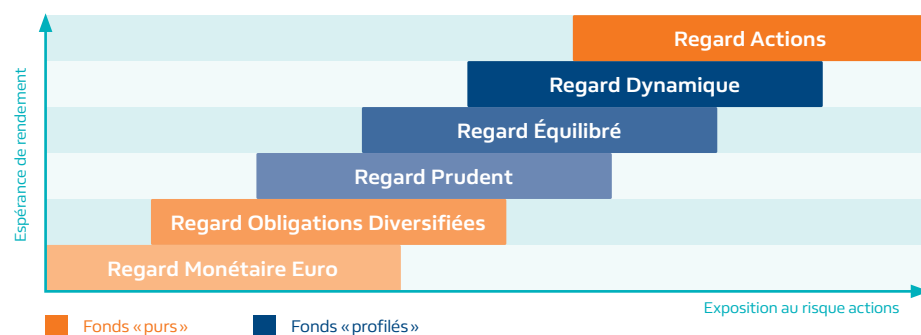 Espérance de rendement
Regard Actions
Regard Dynamique
Regard Équilibré
Regard Prudent
Regard Obligations Diversifiées
Regard Monétaire Euro
Exposition au risque actions
Fonds «purs»
Fonds «profilés»